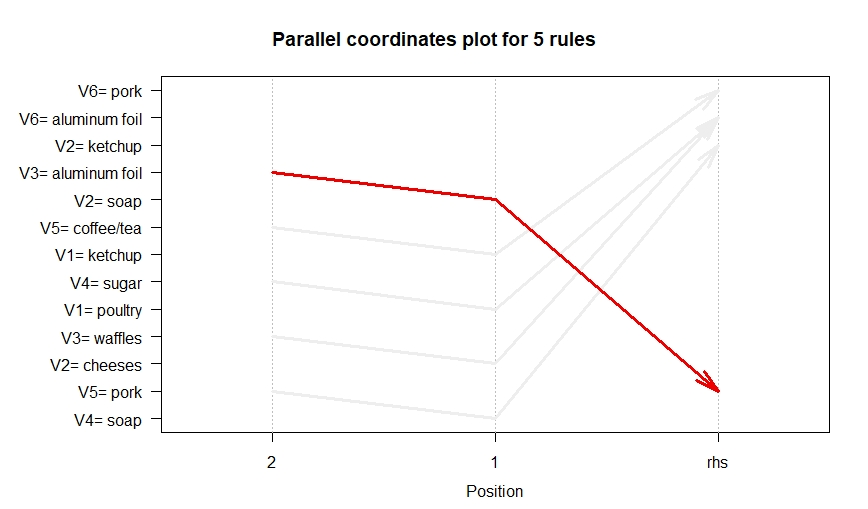 Parallel coordinates plot for 5 rules
V6= pork
V6= aluminum foil
V2= ketchup
V3= aluminum foil
V2= soap
V5= coffee/tea
V1= ketchup
V4= sugar
V1= poultry
V3= waffles
V2= cheeses
V5= pork
V4= soap
2 1 rhs
Position